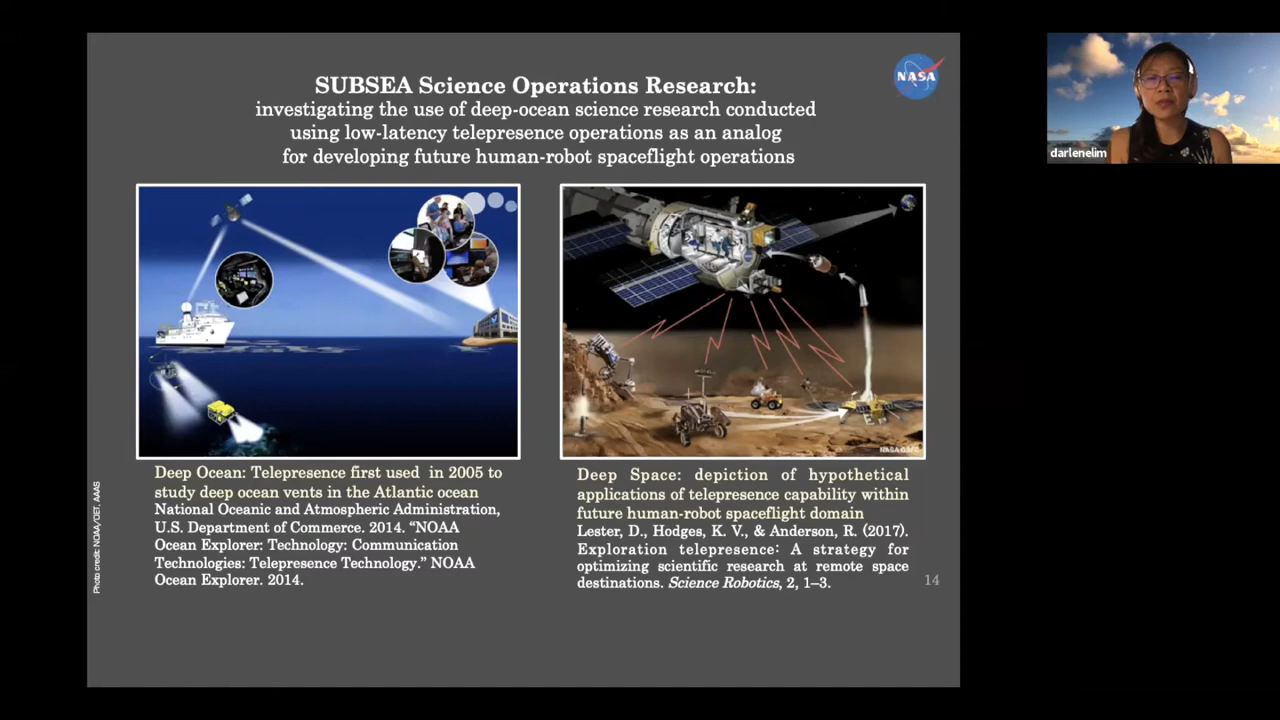 SUBSEA Science Operations Research:
investigating the use of deep-ocean science research conducted
using low-latency telepresence operations as an analog
for developing future human-robot spaceflight operations
NASA
darlenelim
Photo credit: NOAA/OET, AAAS
Deep Ocean: Telepresence first used in 2005 to
study deep ocean vents in the Atlantic ocean
National Oceanic and Atmospheric Administration,
U.S. Department of Commerce. 2014. “NOAA
Ocean Explorer: Technology: Communication
Technologies: Telepresence Technology.” NOAA
Ocean Explorer. 2014.
Deep Space: depiction of hypothetical
applications of telepresence capability within
future human-robot spaceflight domain
Lester, D., Hodges, K. V., & Anderson, R. (2017).
Exploration telepresence: A strategy for
optimizing scientific research at remote space
destinations. Science Robotics, 2, 1–3.
14